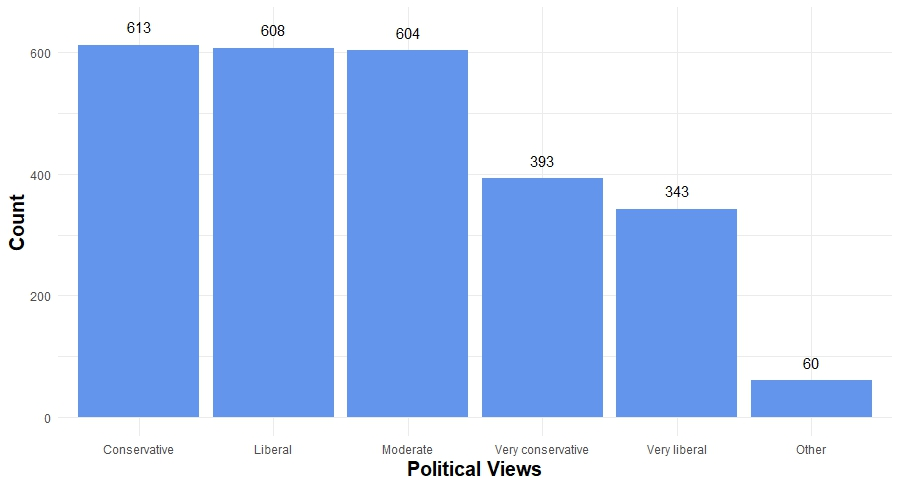 613
608
604
393
343
60
600
400
200
0
Count
Conservative
Liberal
Moderate
Very conservative
Very liberal
Other
Political Views